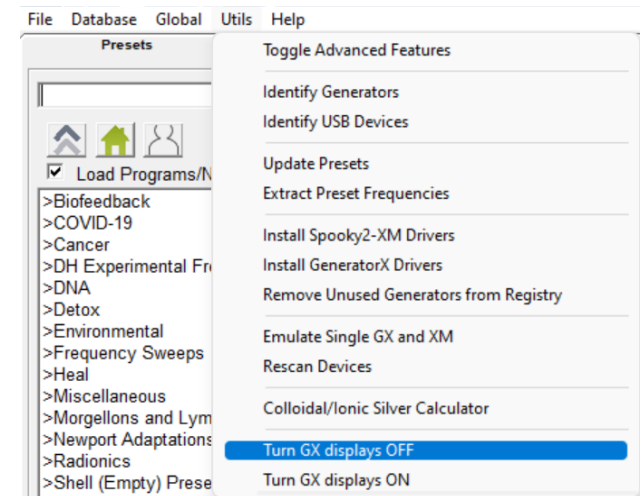 File Database Global Utils Help
Presets
Load Programs/N
>Biofeedback
>COVID-19
>Cancer
>DH Experimental Fr
>DNA
>Detox
>Environmental
>Frequency Sweeps
>Heal
>Miscellaneous
>Morgellons and Lym
>Newport Adaptations
>Radionics
>Shell (Empty) Prese
Toggle Advanced Features
Identify Generators
Identify USB Devices
Update Presets
Extract Preset Frequencies
Install Spooky2-XM Drivers
Install GeneratorX Drivers
Remove Unused Generators from Registry
Emulate Single GX and XM
Rescan Devices
Colloidal/Ionic Silver Calculator
Turn GX displays OFF
Turn GX displays ON